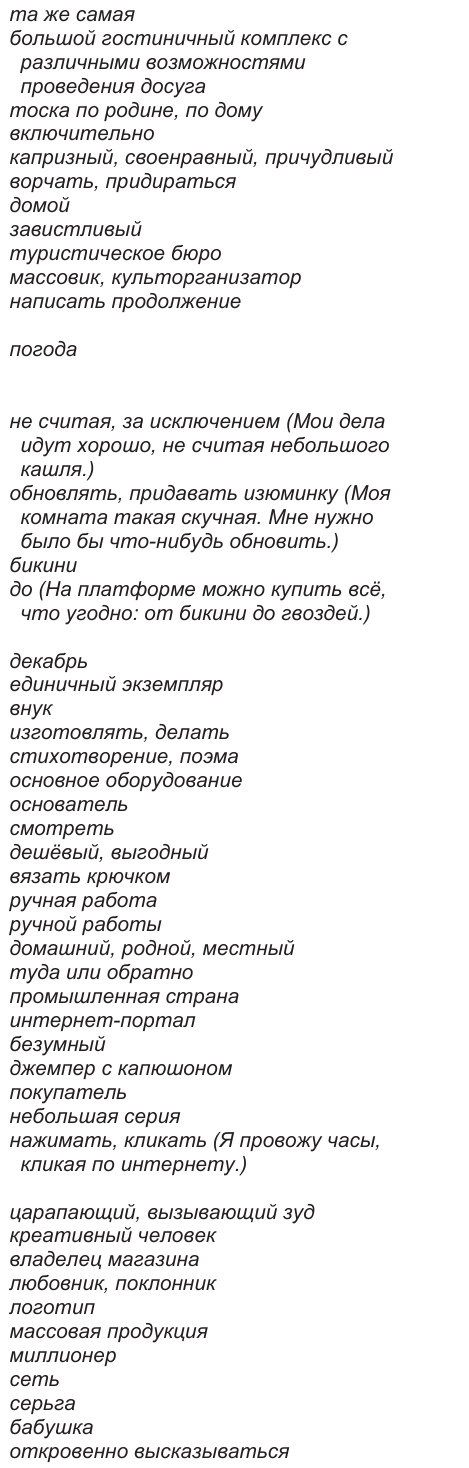 та же самая
большой гостиничный комплекс с
различными возможностями
проведения досуга
тоска по родине, по дому
включительно
капризный, своенравный, причудливый
ворчать, придираться
домой
завистливый
туристическое бюро
массовик, культорганизатор
написать продолжение
погода
не считая, за исключением (Мои дела
идут хорошо, не считая небольшого
кашля.)
обновлять, придавать изюминку (Моя
комната такая скучная. Мне нужно
было бы что-нибудь обновить.)
бикини
до (На платформе можно купить всё,
что угодно: от бикини до гвоздей.)
декабрь
единичный экземпляр
внук
изготовлять, делать
стихотворение, поэма
основное оборудование
основатель
смотреть
дешёвый, выгодный
вязать крючком
ручная работа
ручной работы
домашний, родной, местный
туда или обратно
промышленная страна
интернет-портал
безумный
джемпер с капюшоном
покупатель
небольшая серия
нажимать, кликать (Я провожу часы,
кликая по интернету.)
царапающий, вызывающий зуд
креативный человек
владелец магазина
любовник, поклонник
логотип
массовая продукция
миллионер
сеть
серьга
бабушка
откровенно высказываться